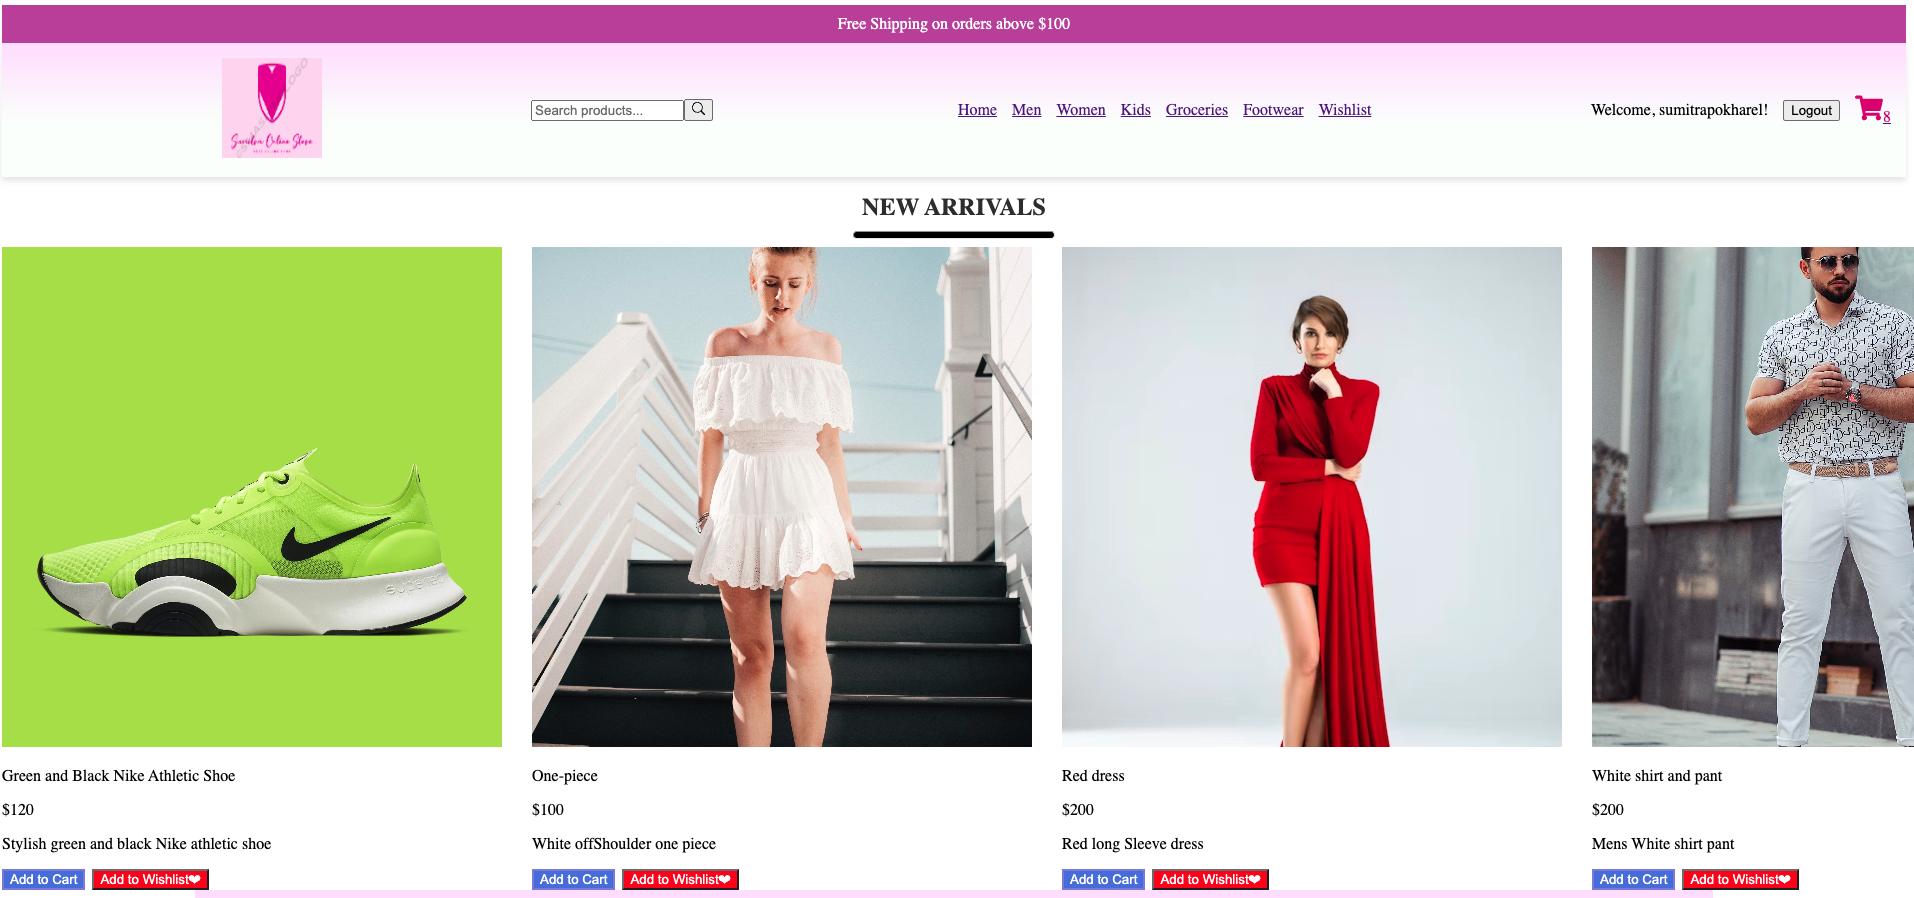 Free Shipping on orders above $100
Sumitra Online Store
Search products...
Home Men Women Kids Groceries Footwear Wishlist
Welcome, sumitrapokharel! Logout 8
NEW ARRIVALS
Green and Black Nike Athletic Shoe
$120
Stylish green and black Nike athletic shoe
Add to Cart Add to Wishlist❤
One-piece
$100
White offShoulder one piece
Add to Cart Add to Wishlist❤
Red dress
$200
Red long Sleeve dress
Add to Cart Add to Wishlist❤
White shirt and pant
$200
Mens White shirt pant
Add to Cart Add to Wishlist❤